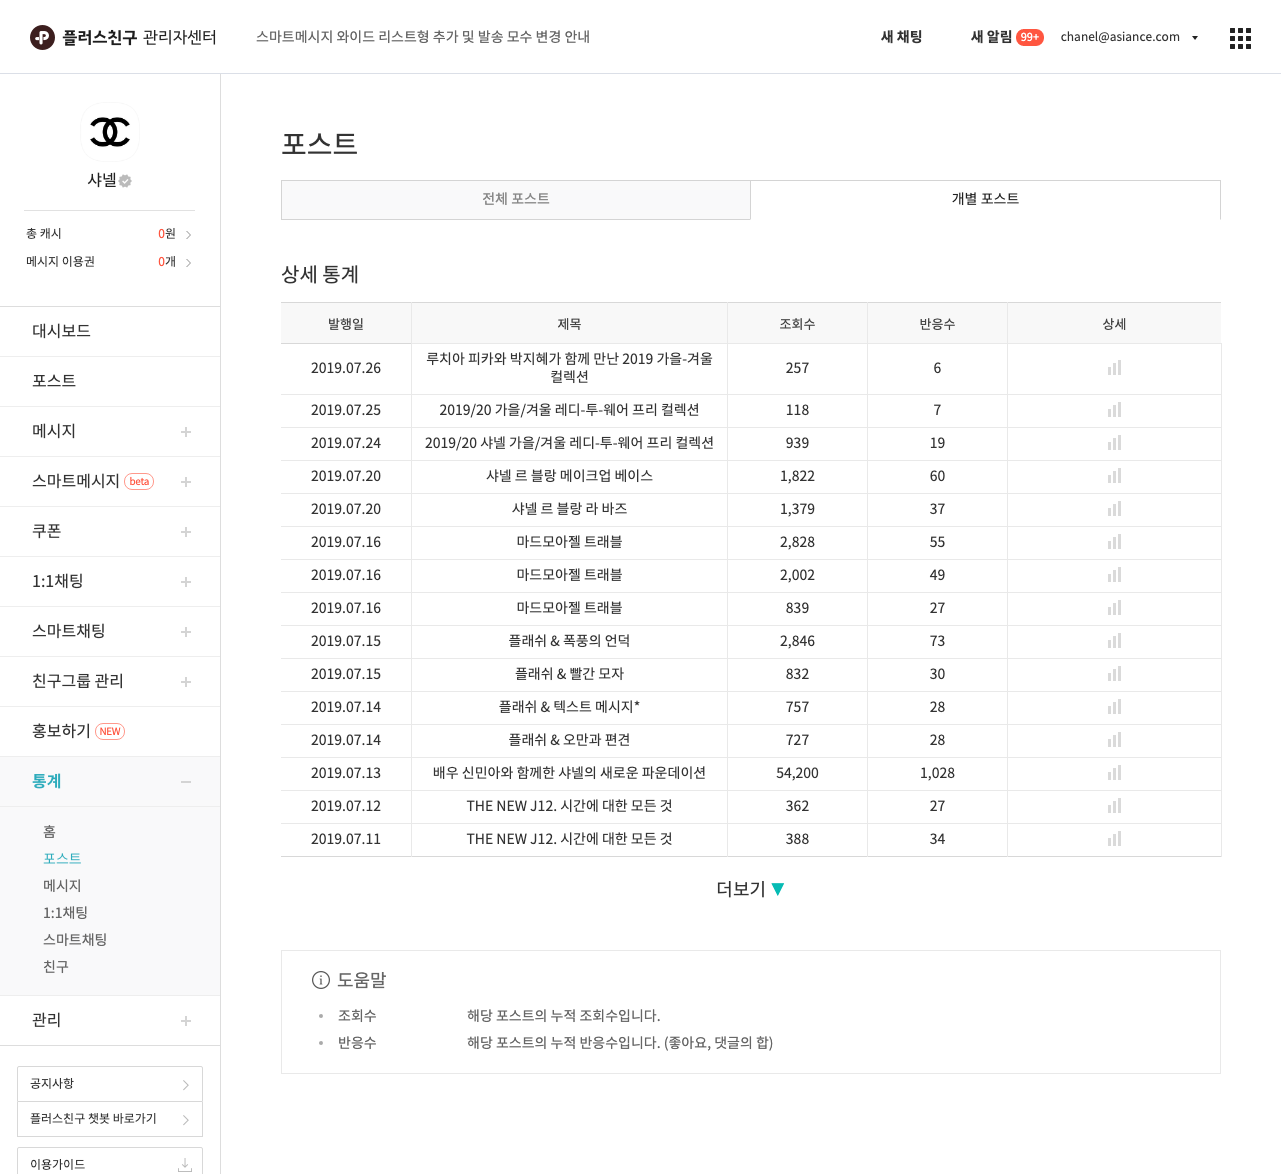 플러스친구 관리자센터
스마트메시지 와이드 리스트형 추가 및 발송 모수 변경 안내
새 채팅
새 알림 99+
chanel@asiance.com
샤넬
총 캐시 0원
메시지 이용권 0개
대시보드
포스트
메시지
스마트메시지 beta
쿠폰
1:1채팅
스마트채팅
친구그룹 관리
홍보하기 NEW
통계
홈
포스트
메시지
1:1채팅
스마트채팅
친구
관리
공지사항
플러스친구 챗봇 바로가기
이용가이드
포스트
전체 포스트 개별 포스트
상세 통계
발행일 제목 조회수 반응수 상세
2019.07.26 루치아 피카와 박지혜가 함께 만난 2019 가을-겨울
컬렉션 257 6
2019.07.25 2019/20 가을/겨울 레디-투-웨어 프리 컬렉션 118 7
2019.07.24 2019/20 샤넬 가을/겨울 레디-투-웨어 프리 컬렉션 939 19
2019.07.20 샤넬 르 블랑 메이크업 베이스 1,822 60
2019.07.20 샤넬 르 블랑 라 바즈 1,379 37
2019.07.16 마드모아젤 트래블 2,828 55
2019.07.16 마드모아젤 트래블 2,002 49
2019.07.16 마드모아젤 트래블 839 27
2019.07.15 플래쉬 & 폭풍의 언덕 2,846 73
2019.07.15 플래쉬 & 빨간 모자 832 30
2019.07.14 플래쉬 & 텍스트 메시지* 757 28
2019.07.14 플래쉬 & 오만과 편견 727 28
2019.07.13 배우 신민아와 함께한 샤넬의 새로운 파운데이션 54,200 1,028
2019.07.12 THE NEW J12. 시간에 대한 모든 것 362 27
2019.07.11 THE NEW J12. 시간에 대한 모든 것 388 34
더보기 ▼
도움말
• 조회수 해당 포스트의 누적 조회수입니다.
• 반응수 해당 포스트의 누적 반응수입니다. (좋아요, 댓글의 합)